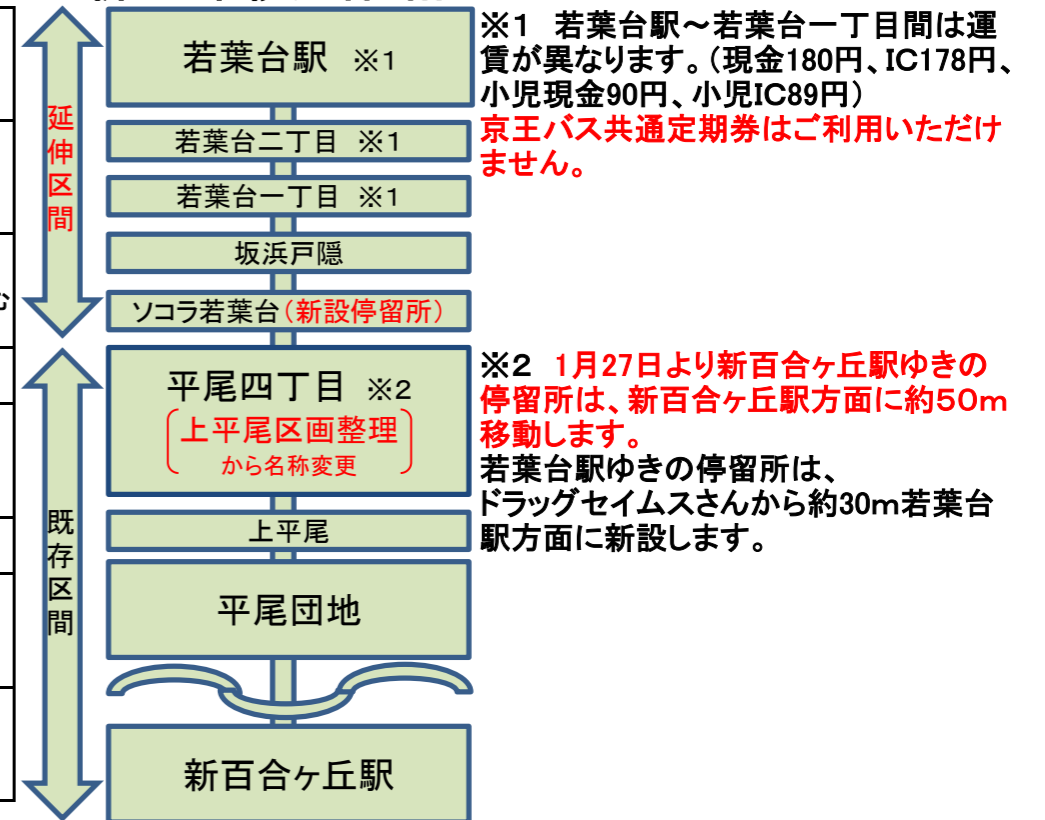 若葉台駅 ※1
若葉台二丁目 ※1
若葉台一丁目 ※1
坂浜戸隠
ソコラ若葉台(新設停留所)
平尾四丁目 ※2
上平尾区画整理
から名称変更
上平尾
平尾団地
新百合ヶ丘駅
延伸区間
既存区間
※1 若葉台駅~若葉台一丁目間は運
賃が異なります。(現金180円、IC178円、
小児現金90円、小児IC89円)
京王バス共通定期券はご利用いただけ
ません。
※2 1月27日より新百合ヶ丘駅ゆきの
停留所は、新百合ヶ丘駅方面に約50m
移動します。
若葉台駅ゆきの停留所は、
ドラッグセイムスさんから約30m若葉台
駅方面に新設します。